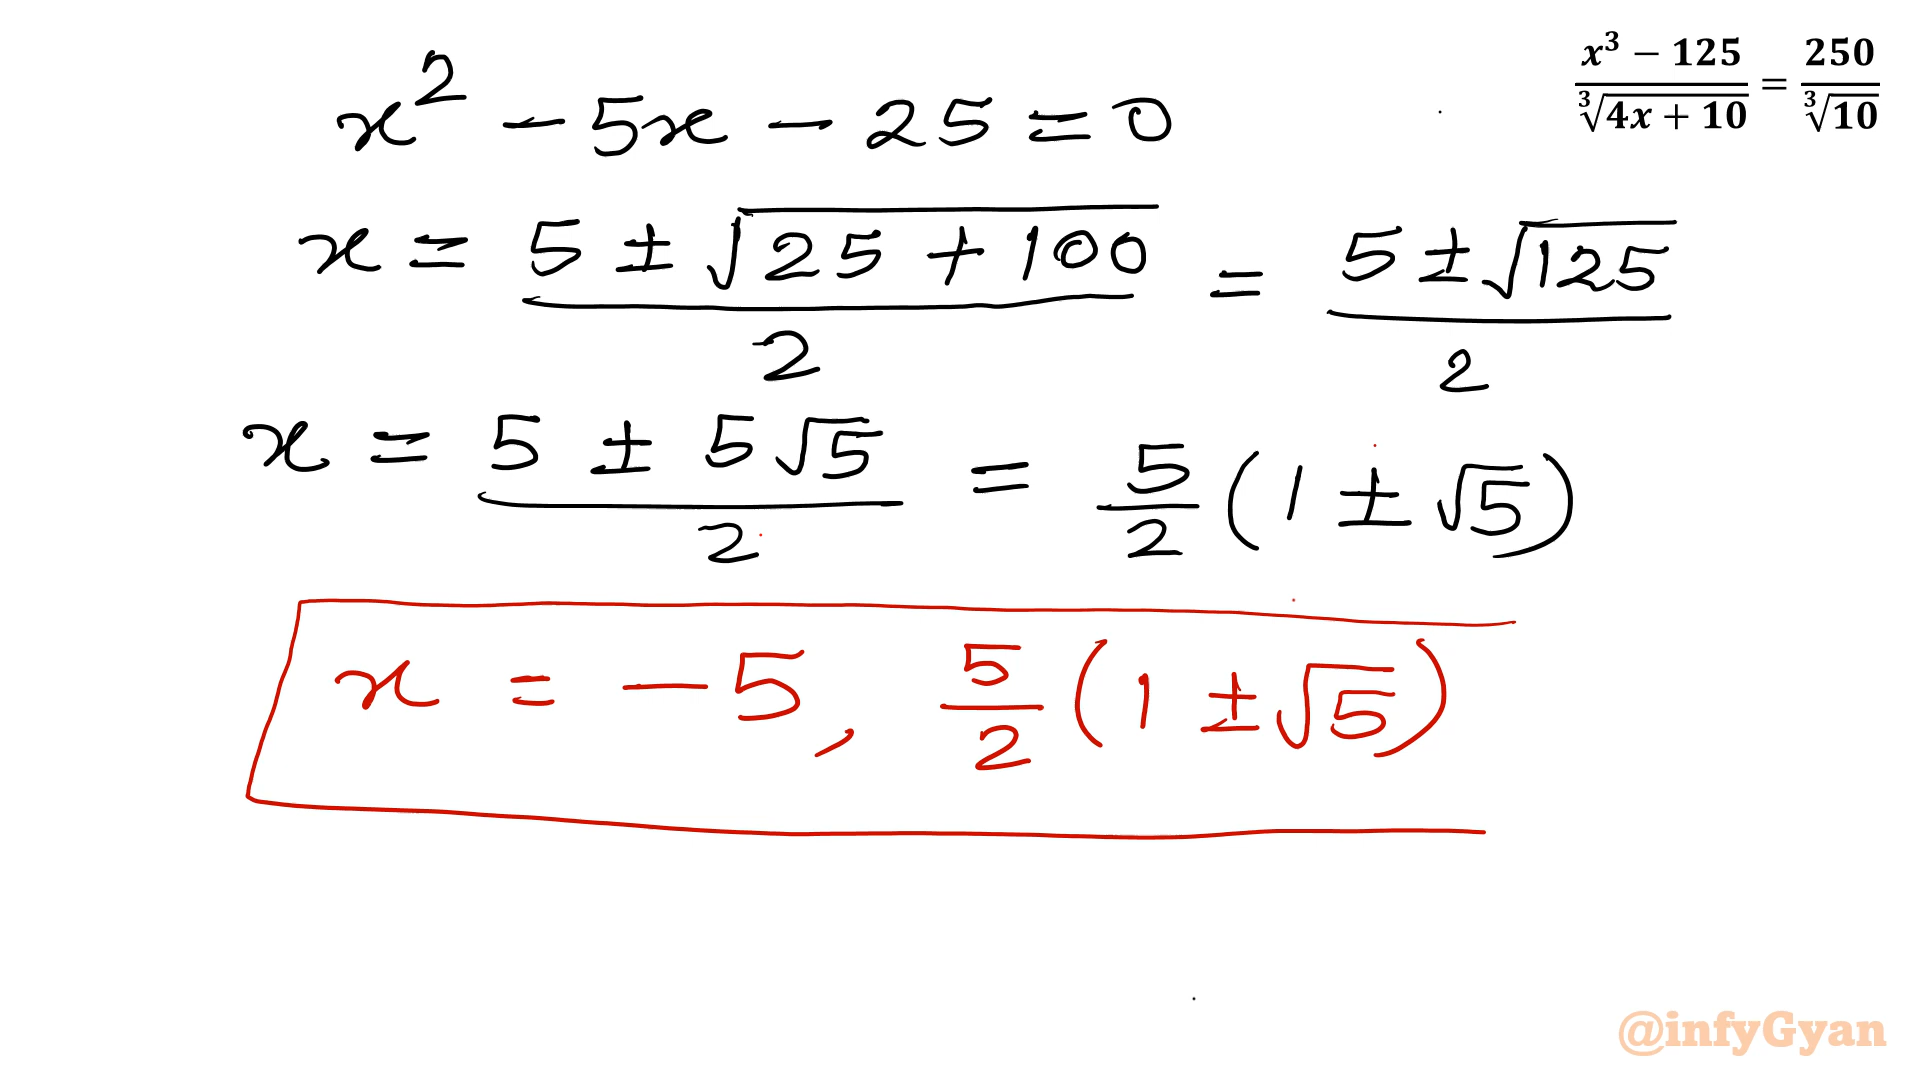 x² - 5x - 25 = 0
(x³ − 125)/∛(4x + 10) = 250/∛10
x = (5 ± √(25 + 100))/2 = (5 ± √125)/2
x = (5 ± 5√5)/2 = 5/2 (1 ± √5)
x = -5, 5/2 (1 ± √5)
@infyGyan